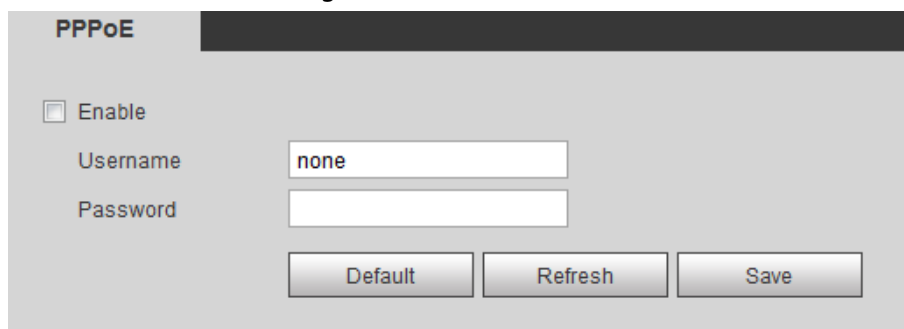 PPPoE
Enable
Username none
Password
Default Refresh Save